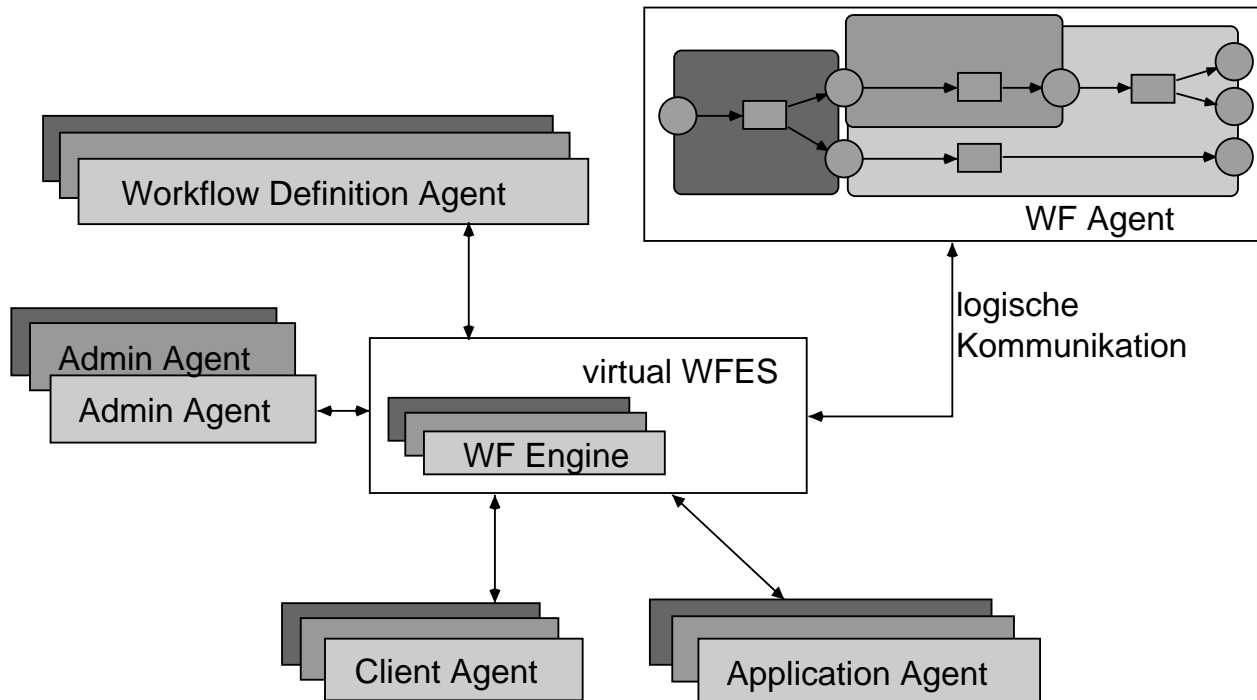 WF Agent
Workflow Definition Agent
logische
Kommunikation
Admin Agent
Admin Agent
virtual WFES
WF Engine
Client Agent
Application Agent